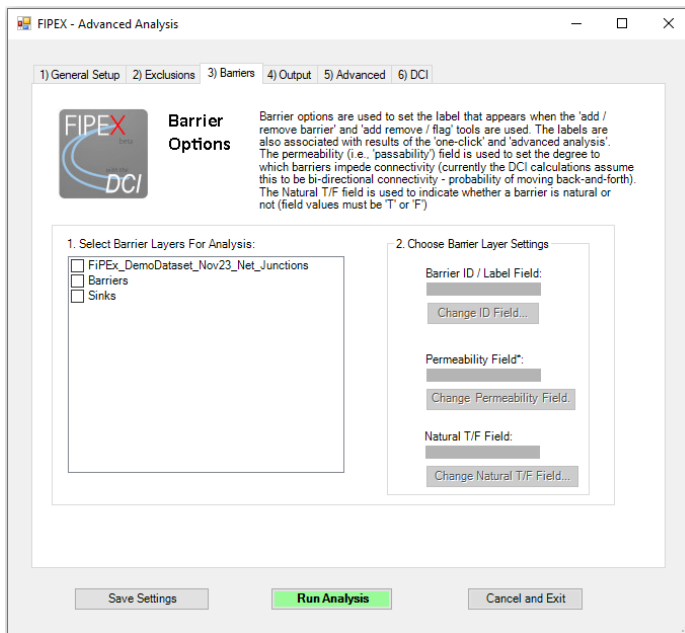 FIPEX - Advanced Analysis
1) General Setup 2) Exclusions 3) Barriers 4) Output 5) Advanced 6) DCI
FIPEX
beta
DCI
Barrier
Options
Barrier options are used to set the label that appears when the 'add /
remove barrier' and 'add remove / flag' tools are used. The labels are
also associated with results of the 'one-click' and 'advanced analysis'.
The permeability (i.e., 'passability') field is used to set the degree to
which barriers impede connectivity (currently the DCI calculations assume
this to be bi-directional connectivity - probability of moving back-and-forth).
The Natural T/F field is used to indicate whether a barrier is natural or
not (field values must be 'T' or 'F')
1. Select Barrier Layers For Analysis:
FiPEx_DemoDataset_Nov23_Net_Junctions
Barriers
Sinks
2. Choose Barrier Layer Settings
Barrier ID / Label Field:
Change ID Field...
Permeability Field*:
Change Permeability Field.
Natural T/F Field:
Change Natural T/F Field...
Save Settings Run Analysis Cancel and Exit